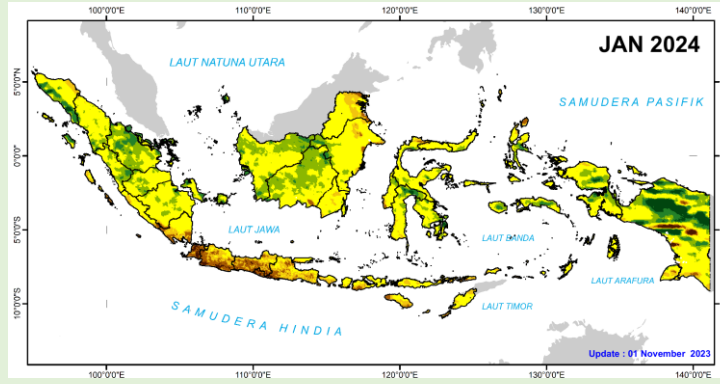 100°0'0"E 110°0'0"E 120°0'0"E 130°0'0"E 140°0'0"E
JAN 2024
LAUT NATUNA UTARA
5°0'0"N
SAMUDERA PASIFIK
0°0'0"
LAUT JAWA
LAUT BANDA
5°0'0"S
LAUT ARAFURA
SAMUDERA HINDIA
LAUT TIMOR
10°0'0"S
Update : 01 November 2023
100°0'0"E 110°0'0"E 120°0'0"E 130°0'0"E 140°0'0"E